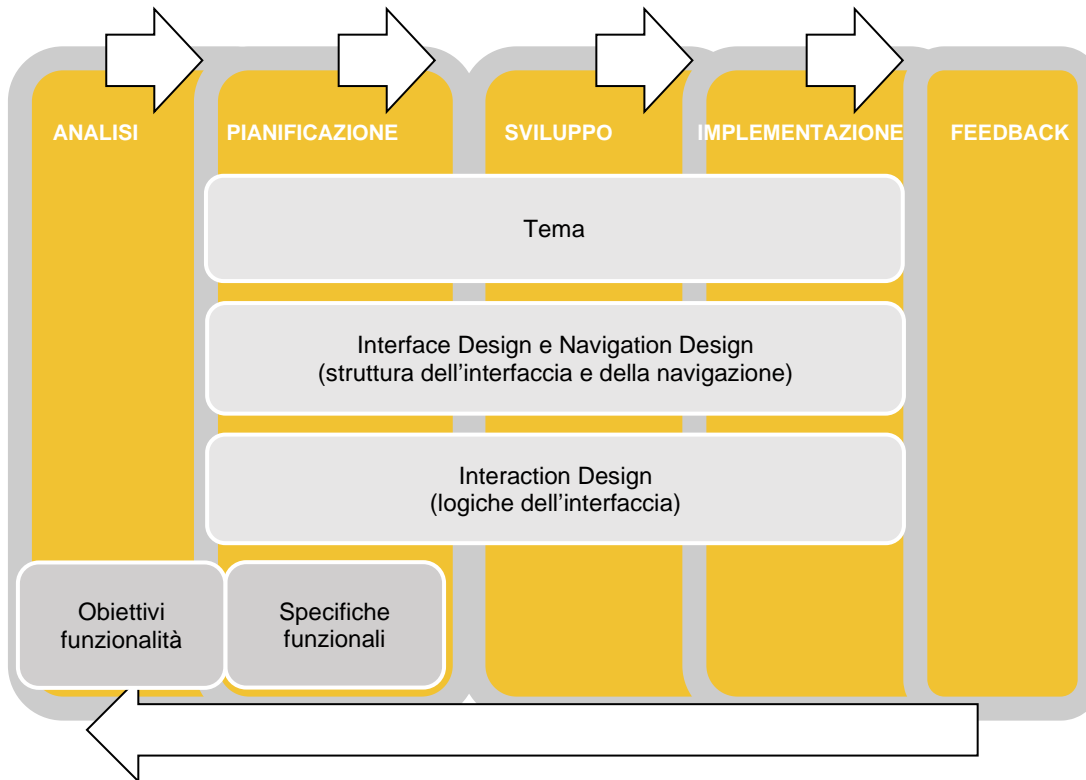 ANALISI
PIANIFICAZIONE
SVILUPPO
IMPLEMENTAZIONE
FEEDBACK
Tema
Interface Design e Navigation Design
(struttura dell’interfaccia e della navigazione)
Interaction Design
(logiche dell’interfaccia)
Obiettivi
funzionalità
Specifiche
funzionali